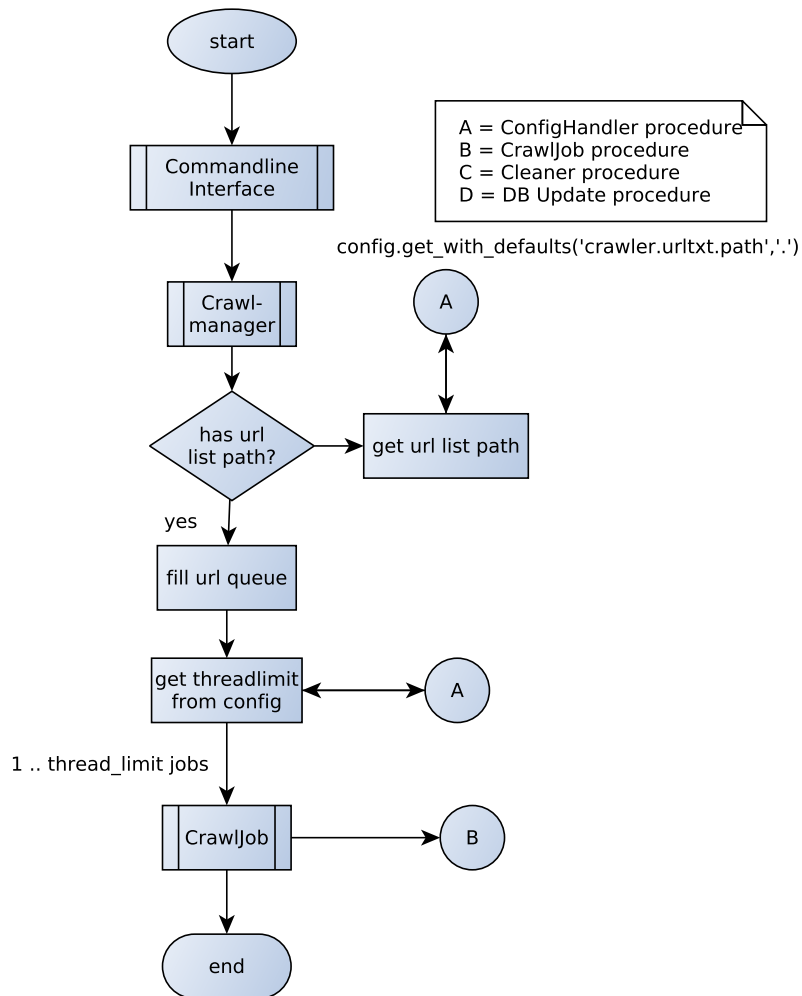 start
Commandline
Interface
A = ConfigHandler procedure
B = CrawlJob procedure
C = Cleaner procedure
D = DB Update procedure
config.get_with_defaults('crawler.urltxt.path','.')
Crawl-
manager
A
has url
list path?
get url list path
yes
fill url queue
get threadlimit
from config
A
1 .. thread_limit jobs
CrawlJob
B
end